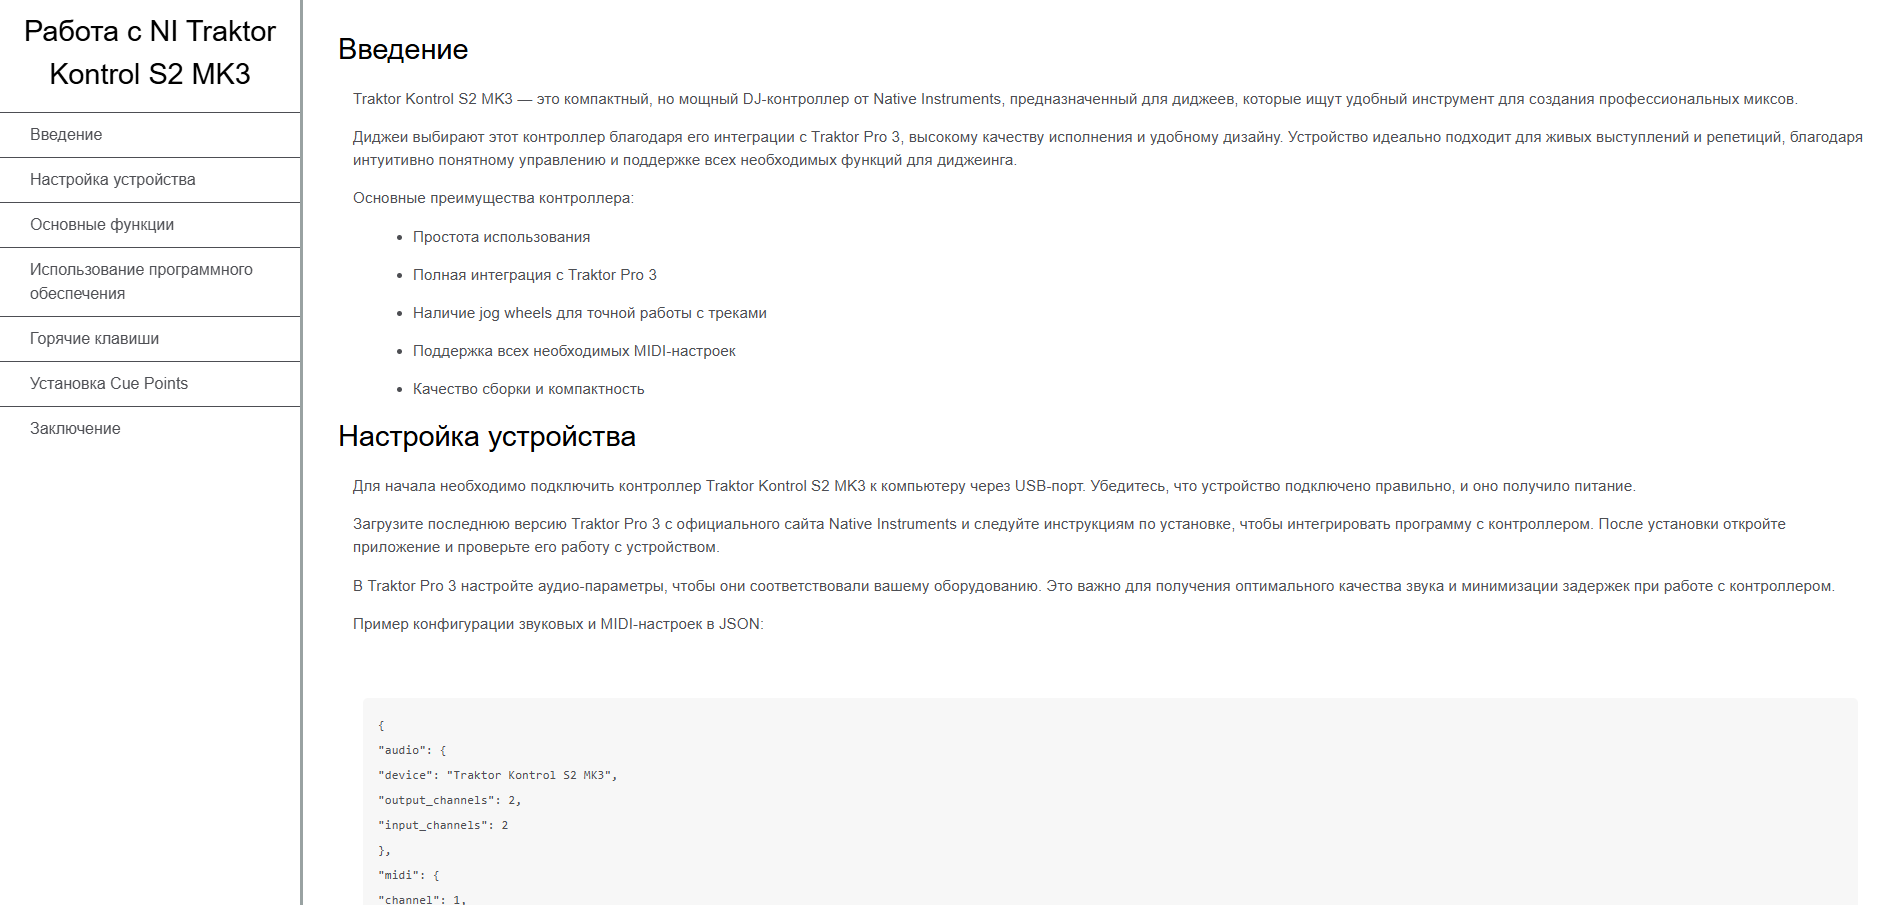 Работа с NI Traktor
Kontrol S2 MK3
Введение
Настройка устройства
Основные функции
Использование программного
обеспечения
Горячие клавиши
Установка Cue Points
Заключение
Введение
Traktor Kontrol S2 MK3 — это компактный, но мощный DJ-контроллер от Native Instruments, предназначенный для диджеев, которые ищут удобный инструмент для создания профессиональных миксов.
Диджеи выбирают этот контроллер благодаря его интеграции с Traktor Pro 3, высокому качеству исполнения и удобному дизайну. Устройство идеально подходит для живых выступлений и репетиций, благодаря
интуитивно понятному управлению и поддержке всех необходимых функций для диджеинга.
Основные преимущества контроллера:
• Простота использования
• Полная интеграция с Traktor Pro 3
• Наличие jog wheels для точной работы с треками
• Поддержка всех необходимых MIDI-настроек
• Качество сборки и компактность
Настройка устройства
Для начала необходимо подключить контроллер Traktor Kontrol S2 MK3 к компьютеру через USB-порт. Убедитесь, что устройство подключено правильно, и оно получило питание.
Загрузите последнюю версию Traktor Pro 3 с официального сайта Native Instruments и следуйте инструкциям по установке, чтобы интегрировать программу с контроллером. После установки откройте
приложение и проверьте его работу с устройством.
В Traktor Pro 3 настройте аудио-параметры, чтобы они соответствовали вашему оборудованию. Это важно для получения оптимального качества звука и минимизации задержек при работе с контроллером.
Пример конфигурации звуковых и MIDI-настроек в JSON:
{
"audio": {
"device": "Traktor Kontrol S2 MK3",
"output_channels": 2,
"input_channels": 2
},
"midi": {
"channel": 1,